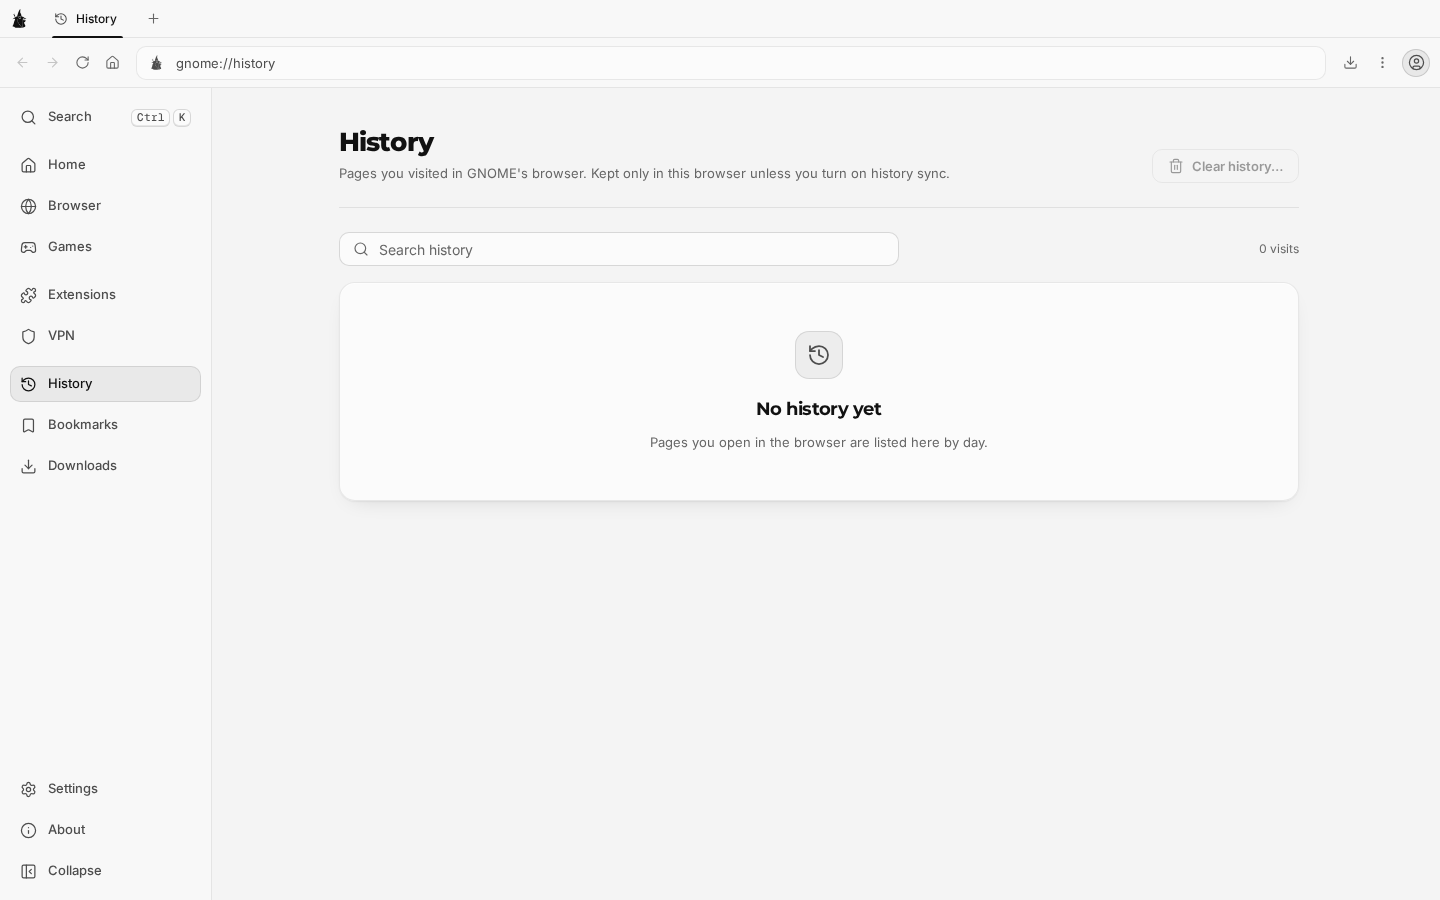 History
gnome://history
Search Ctrl K
Home
Browser
Games
Extensions
VPN
History
Bookmarks
Downloads
Settings
About
Collapse
History
Pages you visited in GNOME's browser. Kept only in this browser unless you turn on history sync.
Clear history...
Search history
0 visits
No history yet
Pages you open in the browser are listed here by day.